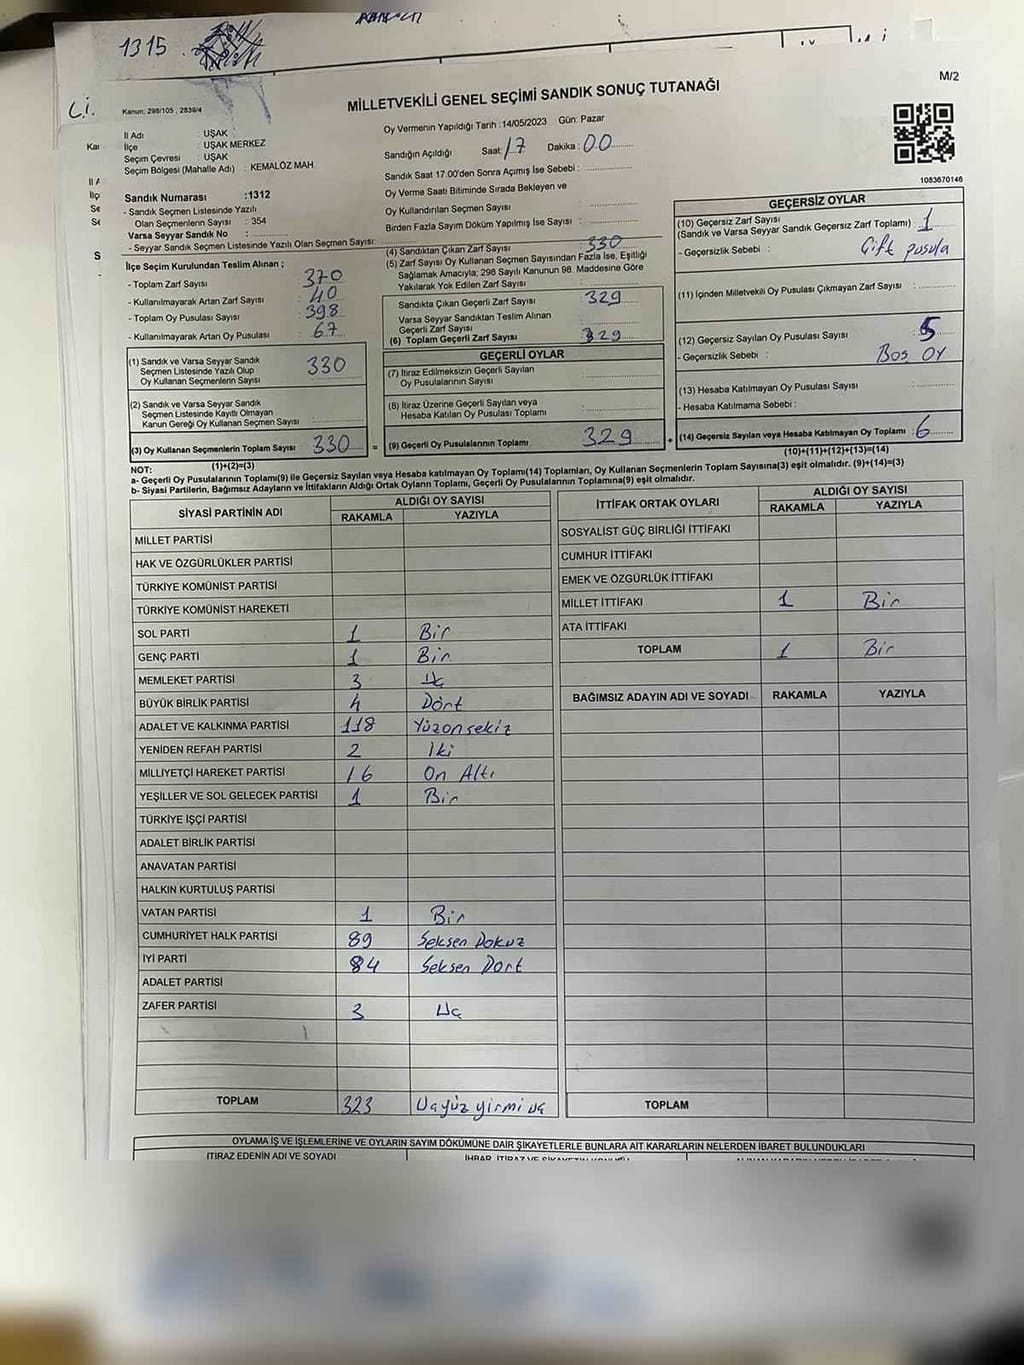 1315
M/2
MİLLETVEKİLİ GENEL SEÇİMİ SANDIK SONUÇ TUTANAĞI
Kanun: 298/105 , 2839/4
İl Adı : UŞAK
İlçe : UŞAK MERKEZ
Seçim Çevresi : UŞAK
Seçim Bölgesi (Mahalle Adı) : KEMALÖZ MAH.
Sandık Numarası :1312
- Sandık Seçmen Listesinde Yazılı
Olan Seçmenlerin Sayısı : 354
Varsa Seyyar Sandık No :
- Seyyar Sandık Seçmen Listesinde Yazılı Olan Seçmen Sayısı:
Oy Vermenin Yapıldığı Tarih :14/05/2023 Gün: Pazar
Sandığın Açıldığı Saat: 17 Dakika: 00
Sandık Saat 17:00'den Sonra Açımış İse Sebebi :
Oy Verme Saati Bitiminde Sırada Bekleyen ve
Oy Kullandırılan Seçmen Sayısı :
Birden Fazla Sayım Döküm Yapılmış İse Sayısı :
1083670146
İlçe Seçim Kurulundan Teslim Alınan ;
- Toplam Zarf Sayısı : 370
- Kullanılmayarak Artan Zarf Sayısı : 40
- Toplam Oy Pusulası Sayısı : 398
- Kullanılmayarak Artan Oy Pusulası : 67
(1) Sandık ve Varsa Seyyar Sandık
Seçmen Listesinde Yazılı Olup
Oy Kullanan Seçmenlerin Sayısı : 330
(2) Sandık ve Varsa Seyyar Sandık
Seçmen Listesinde Kayıtlı Olmayan
Kanun Gereği Oy Kullanan Seçmen Sayısı :
(3) Oy Kullanan Seçmenlerin Toplam Sayısı : 330 =
(1)+(2)=(3)
(4) Sandıktan Çıkan Zarf Sayısı : 330
(5) Zarf Sayısı Oy Kullanan Seçmen Sayısından Fazla İse, Eşitliği
Sağlamak Amacıyla; 298 Sayılı Kanunun 98. Maddesine Göre
Yakılarak Yok Edilen Zarf Sayısı :
Sandıkta Çıkan Geçerli Zarf Sayısı : 329
Varsa Seyyar Sandıktan Teslim Alınan
Geçerli Zarf Sayısı :
(6) Toplam Geçerli Zarf Sayısı : 329
GEÇERLİ OYLAR
(7) İtiraz Edilmeksizin Geçerli Sayılan
Oy Pusulalarının Sayısı :
(8) İtiraz Üzerine Geçerli Sayılan veya
Hesaba Katılan Oy Pusulası Toplamı :
(9) Geçerli Oy Pusulalarının Toplamı : 329 +
GEÇERSİZ OYLAR
(10) Geçersiz Zarf Sayısı
(Sandık ve Varsa Seyyar Sandık Geçersiz Zarf Toplamı) : 1
- Geçersizlik Sebebi : Çift pusula
(11) İçinden Milletvekili Oy Pusulası Çıkmayan Zarf Sayısı :
(12) Geçersiz Sayılan Oy Pusulası Sayısı : 5
- Geçersizlik Sebebi : Boş OY
(13) Hesaba Katılmayan Oy Pusulası Sayısı :
- Hesaba Katılmama Sebebi :
(14) Geçersiz Sayılan veya Hesaba Katılmayan Oy Toplamı : 6
(10)+(11)+(12)+(13)=(14)
NOT:
a- Geçerli Oy Pusulalarının Toplamı(9) ile Geçersiz Sayılan veya Hesaba katılmayan Oy Toplamı(14) Toplamları, Oy Kullanan Seçmenlerin Toplam Sayısına(3) eşit olmalıdır. (9)+(14)=(3)
b- Siyasi Partilerin, Bağımsız Adayların ve İttifakların Aldığı Ortak Oyların Toplamı, Geçerli Oy Pusulalarının Toplamına(9) eşit olmalıdır.
SİYASİ PARTİNİN ADI ALDIĞI OY SAYISI
RAKAMLA YAZIYLA
MİLLET PARTİSİ
HAK VE ÖZGÜRLÜKLER PARTİSİ
TÜRKİYE KOMÜNİST PARTİSİ
TÜRKİYE KOMÜNİST HAREKETİ
SOL PARTİ 1 Bir
GENÇ PARTİ 1 Bir
MEMLEKET PARTİSİ 3 Üç
BÜYÜK BİRLİK PARTİSİ 4 Dört
ADALET VE KALKINMA PARTİSİ 118 Yüzonsekiz
YENİDEN REFAH PARTİSİ 2 İki
MİLLİYETÇİ HAREKET PARTİSİ 16 On Altı
YEŞİLLER VE SOL GELECEK PARTİSİ 1 Bir
TÜRKİYE İŞÇİ PARTİSİ
ADALET BİRLİK PARTİSİ
ANAVATAN PARTİSİ
HALKIN KURTULUŞ PARTİSİ
VATAN PARTİSİ 1 Bir
CUMHURİYET HALK PARTİSİ 89 Seksen Dokuz
İYİ PARTİ 84 Seksen Dört
ADALET PARTİSİ
ZAFER PARTİSİ 3 Üç
TOPLAM 323 Üçyüz yirmi üç
İTTİFAK ORTAK OYLARI ALDIĞI OY SAYISI
RAKAMLA YAZIYLA
SOSYALİST GÜÇ BİRLİĞİ İTTİFAKI
CUMHUR İTTİFAKI
EMEK VE ÖZGÜRLÜK İTTİFAKI
MİLLET İTTİFAKI 1 Bir
ATA İTTİFAKI
TOPLAM 1 Bir
BAĞIMSIZ ADAYIN ADI VE SOYADI RAKAMLA YAZIYLA
TOPLAM
OYLAMA İŞ VE İŞLEMLERİNE VE OYLARIN SAYIM DÖKÜMÜNE DAİR ŞİKAYETLERLE BUNLARA AİT KARARLARIN NELERDEN İBARET BULUNDUKLARI
İTİRAZ EDENİN ADI VE SOYADI